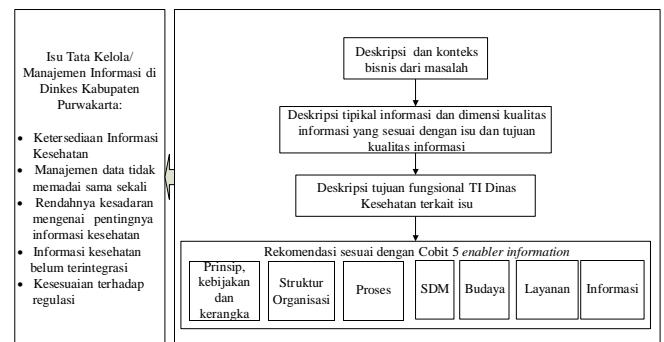 Isu Tata Kelola/
Manajemen Informasi di
Dinkes Kabupaten
Purwakarta:
• Ketersediaan Informasi
Kesehatan
• Manajemen data tidak
memadai sama sekali
• Rendahnya kesadaran
mengenai pentingnya
informasi kesehatan
• Informasi kesehatan
belum terintegrasi
• Kesesuaian terhadap
regulasi
Deskripsi dan konteks
bisnis dari masalah
Deskripsi tipikal informasi dan dimensi kualitas
informasi yang sesuai dengan isu dan tujuan
kualitas informasi
Deskripsi tujuan fungsional TI Dinas
Kesehatan terkait isu
Rekomendasi sesuai dengan Cobit 5 enabler information
Prinsip,
kebijakan
dan
kerangka
Struktur
Organisasi
Proses
SDM
Budaya
Layanan
Informasi